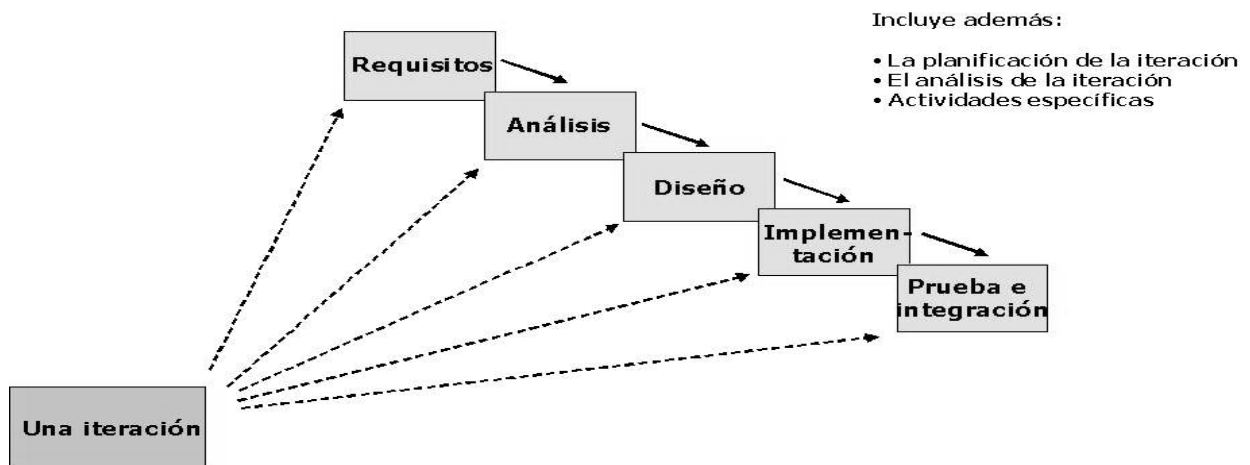 Incluye además:
• La planificación de la iteración
• El análisis de la iteración
• Actividades específicas
Requisitos
Análisis
Diseño
Implemen-
tación
Prueba e
integración
Una iteración